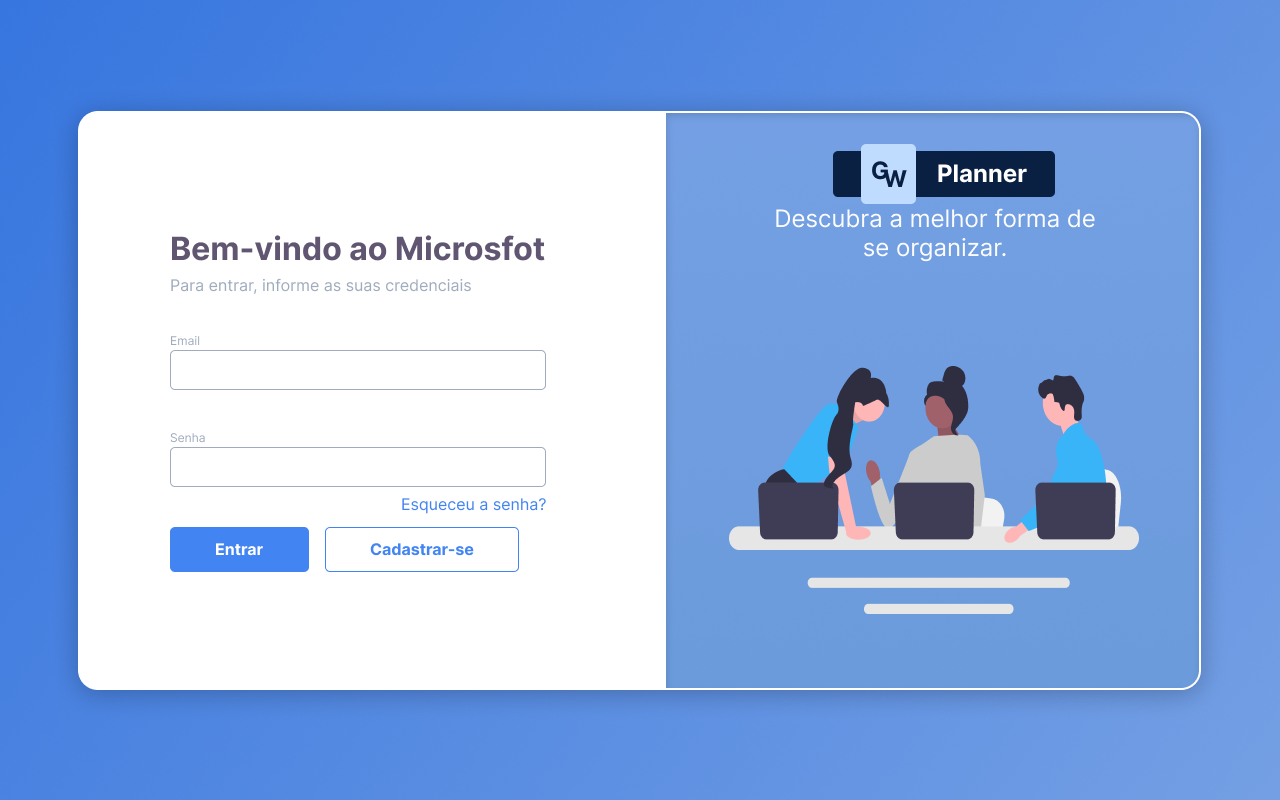 Bem-vindo ao Microsfot
Para entrar, informe as suas credenciais
Email
Senha
Esqueceu a senha?
Entrar
Cadastrar-se
GW Planner
Descubra a melhor forma de
se organizar.